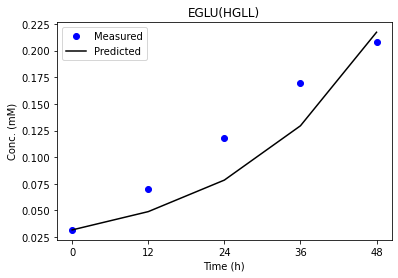 EGLU(HGLL)
Measured
Predicted
Conc. (mM)
0.225
0.200
0.175
0.150
0.125
0.100
0.075
0.050
0.025
0 12 24 36 48
Time (h)